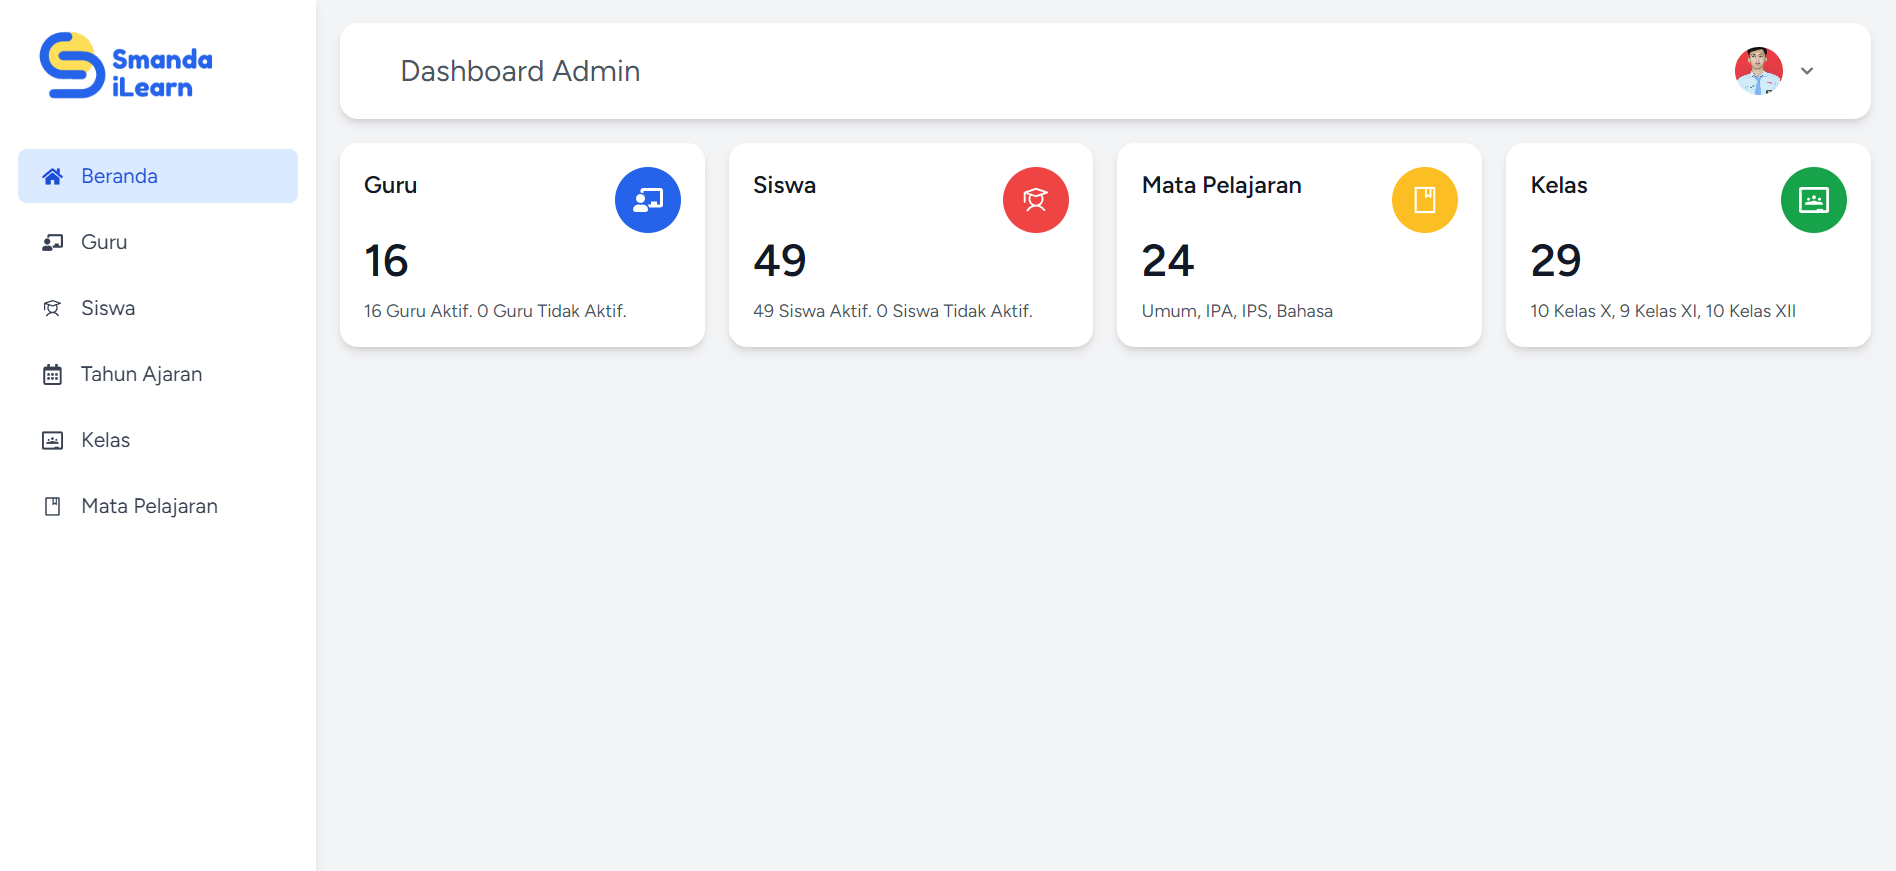 Smanda
iLearn
Beranda
Guru
Siswa
Tahun Ajaran
Kelas
Mata Pelajaran
Dashboard Admin
Guru
16
16 Guru Aktif. 0 Guru Tidak Aktif.
Siswa
49
49 Siswa Aktif. 0 Siswa Tidak Aktif.
Mata Pelajaran
24
Umum, IPA, IPS, Bahasa
Kelas
29
10 Kelas X, 9 Kelas XI, 10 Kelas XII